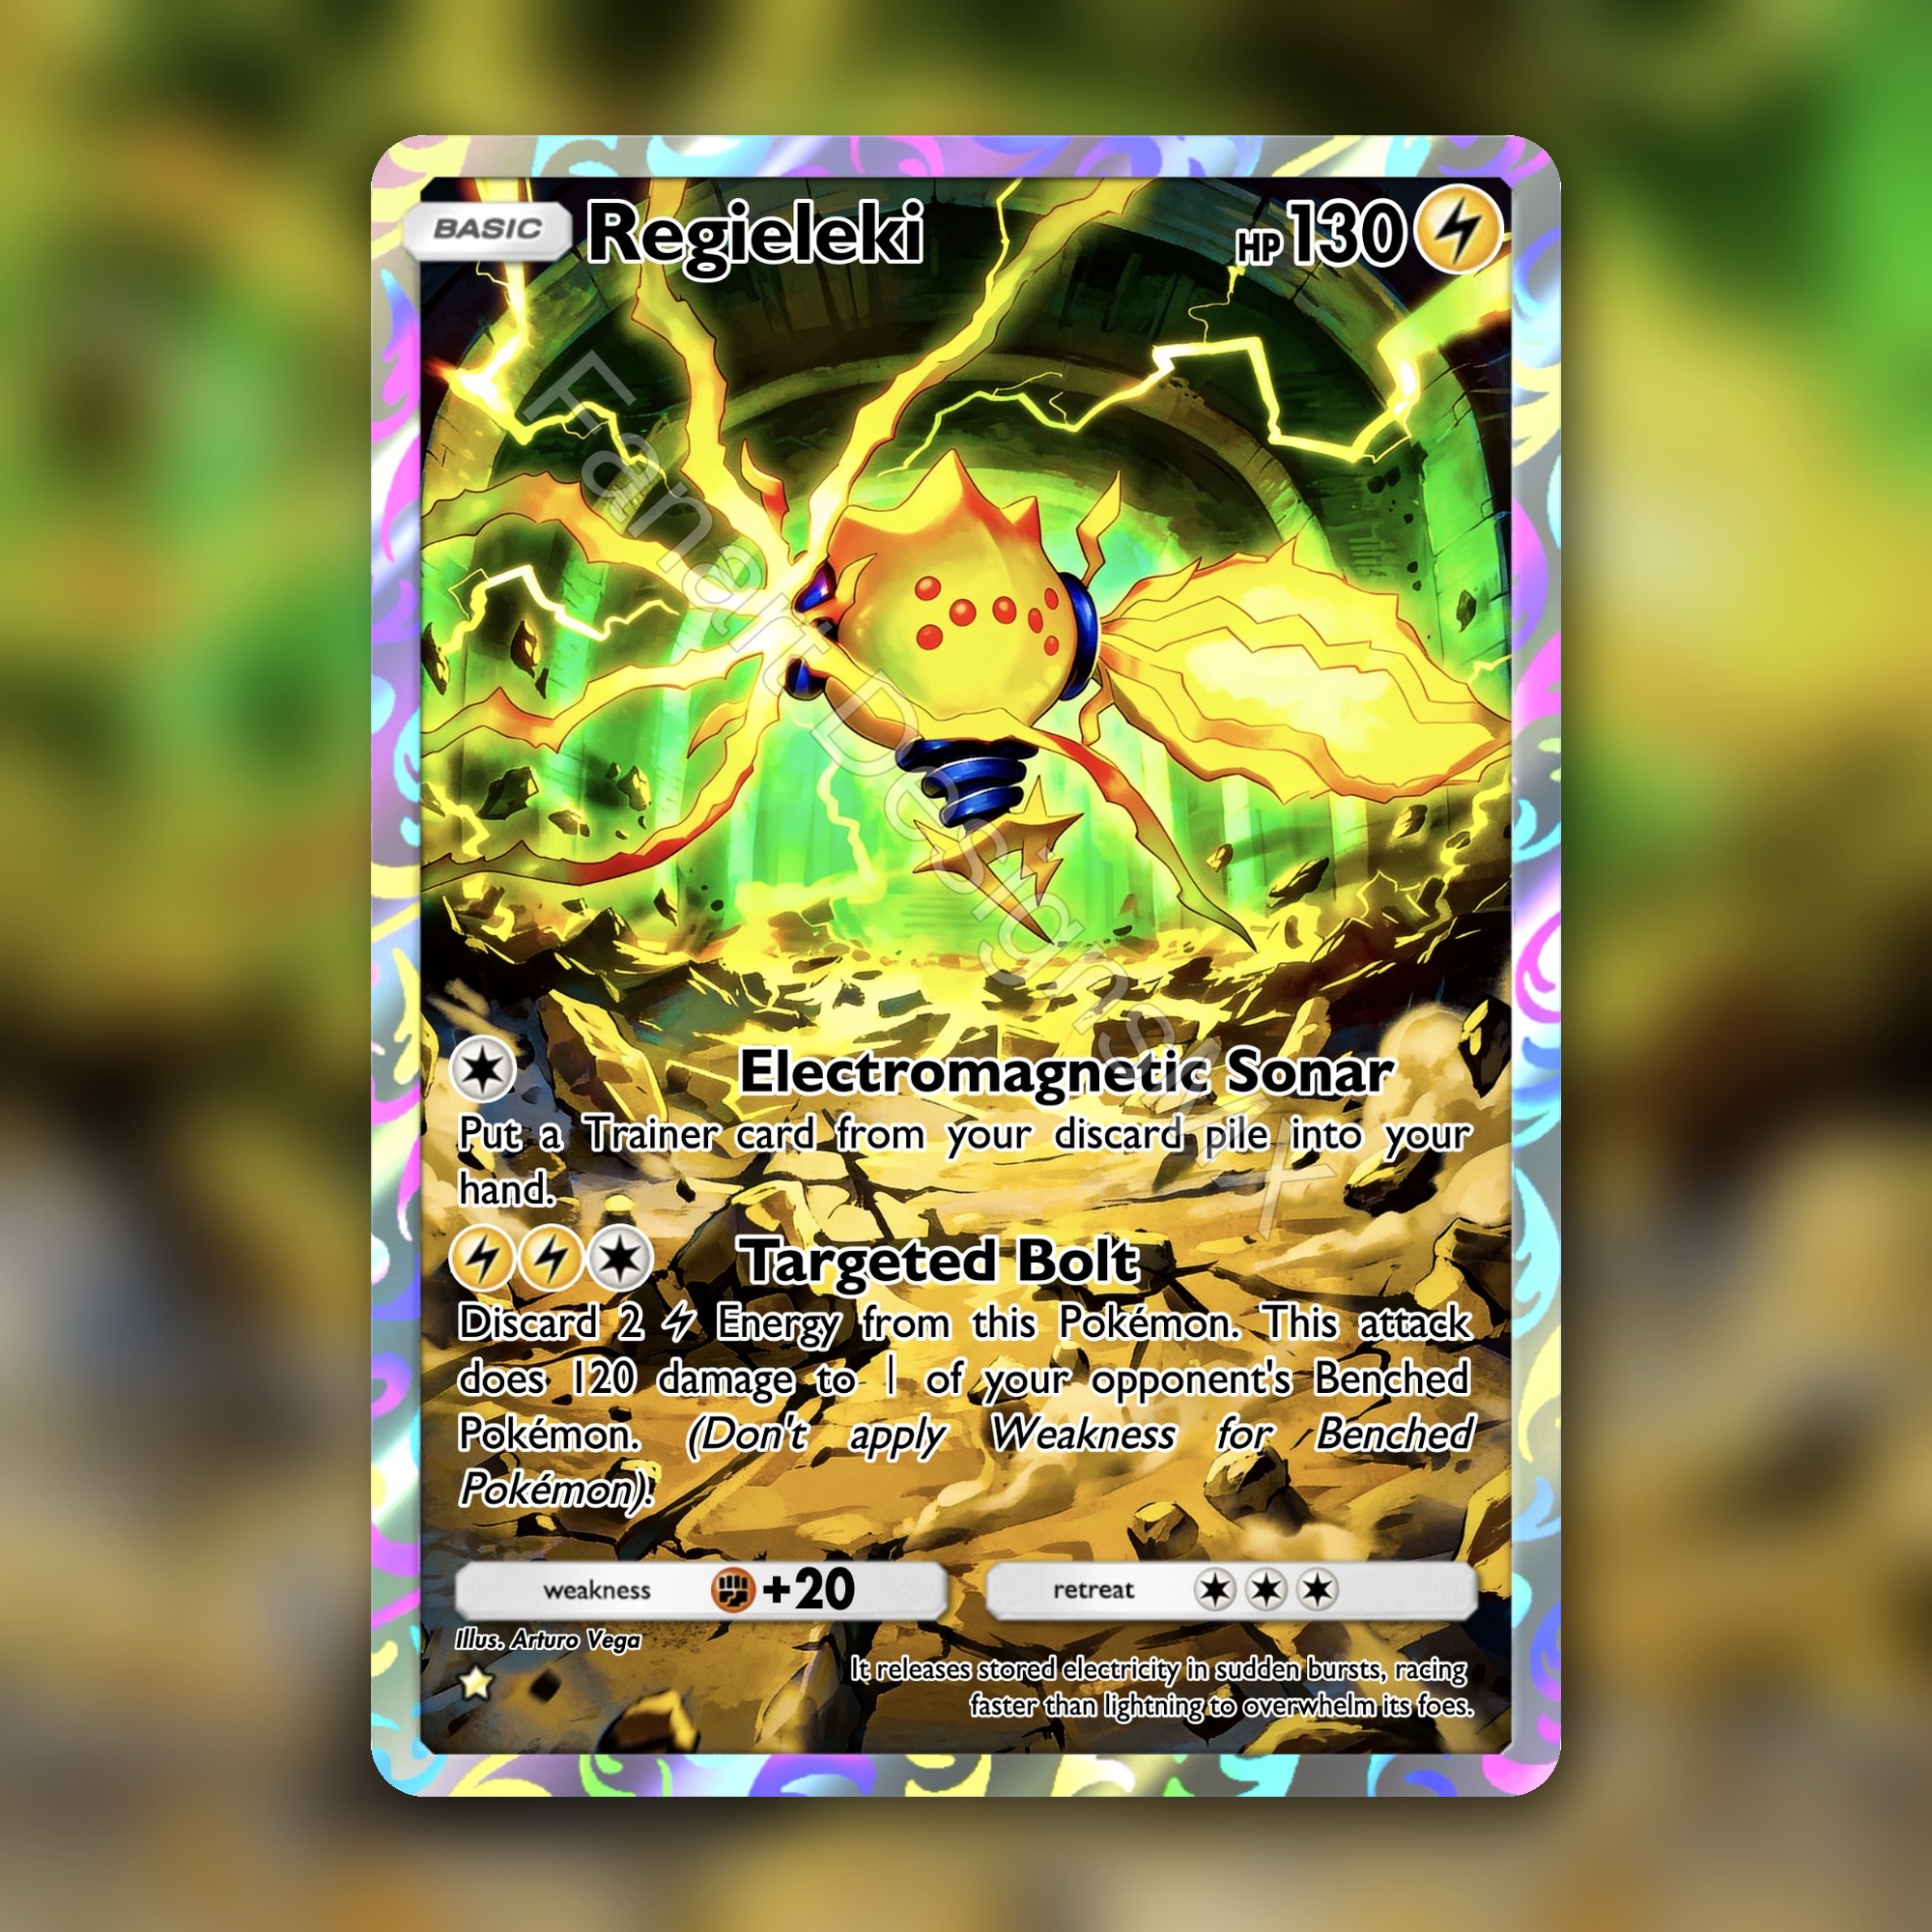 BASIC Regieleki HP 130
Electromagnetic Sonar
Put a Trainer card from your discard pile into your
hand.
Targeted Bolt
Discard 2 Energy from this Pokémon. This attack
does 120 damage to 1 of your opponent's Benched
Pokémon. (Don't apply Weakness for Benched
Pokémon).
weakness +20 retreat
Illus. Arturo Vega
It releases stored electricity in sudden bursts, racing
faster than lightning to overwhelm its foes.
Fanart DesignsMX